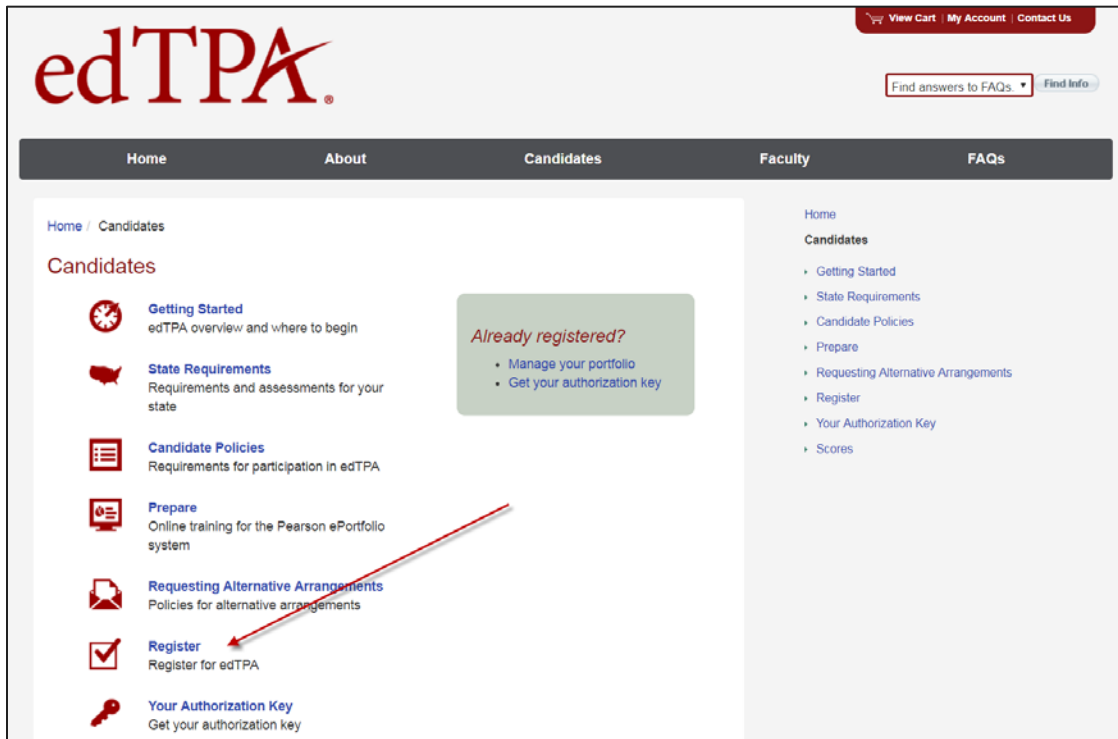 View Cart | My Account | Contact Us
edTPA®
Find answers to FAQs.
Find Info
Home
About
Candidates
Faculty
FAQs
Home / Candidates
Candidates
Getting Started
edTPA overview and where to begin
State Requirements
Requirements and assessments for your
state
Candidate Policies
Requirements for participation in edTPA
Prepare
Online training for the Pearson ePortfolio
system
Requesting Alternative Arrangements
Policies for alternative arrangements
Register
Register for edTPA
Your Authorization Key
Get your authorization key
Already registered?
Manage your portfolio
Get your authorization key
Home
Candidates
Getting Started
State Requirements
Candidate Policies
Prepare
Requesting Alternative Arrangements
Register
Your Authorization Key
Scores